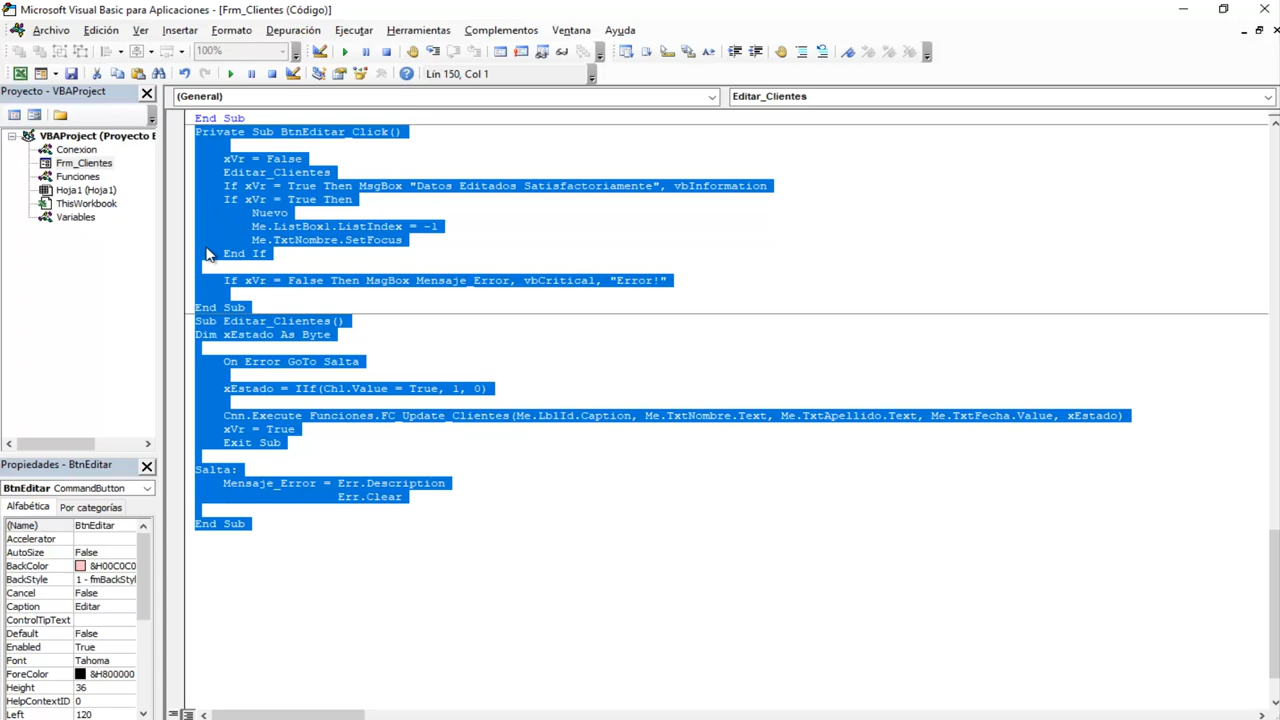 Microsoft Visual Basic para Aplicaciones - [Frm_Clientes (Código)]
Archivo Edición Ver Insertar Formato Depuración Ejecutar Herramientas Complementos Ventana Ayuda
100%
Lín 150, Col 1
Proyecto - VBAProject
(General)
Editar_Clientes
VBAProject (Proyecto E
Conexion
Frm_Clientes
Funciones
Hoja1 (Hoja1)
ThisWorkbook
Variables
End Sub
Private Sub BtnEditar_Click()
xVr = False
Editar_Clientes
If xVr = True Then MsgBox "Datos Editados Satisfactoriamente", vbInformation
If xVr = True Then
Nuevo
Me.ListBox1.ListIndex = -1
Me.TxtNombre.SetFocus
End If
If xVr = False Then MsgBox Mensaje_Error, vbCritical, "Error!"
End Sub
Sub Editar_Clientes()
Dim xEstado As Byte
On Error GoTo Salta
xEstado = IIf(Ch1.Value = True, 1, 0)
Cnn.Execute Funciones.FC_Update_Clientes(Me.LblId.Caption, Me.TxtNombre.Text, Me.TxtApellido.Text, Me.TxtFecha.Value, xEstado)
xVr = True
Exit Sub
Salta:
Mensaje_Error = Err.Description
Err.Clear
End Sub
Propiedades - BtnEditar
BtnEditar CommandButton
Alfabética Por categorías
(Name) BtnEditar
Accelerator
AutoSize False
BackColor &H00C0C0
BackStyle 1 - fmBackStyl
Cancel False
Caption Editar
ControlTipText
Default False
Enabled True
Font Tahoma
ForeColor &H800000
Height 36
HelpContextID 0
Left 120